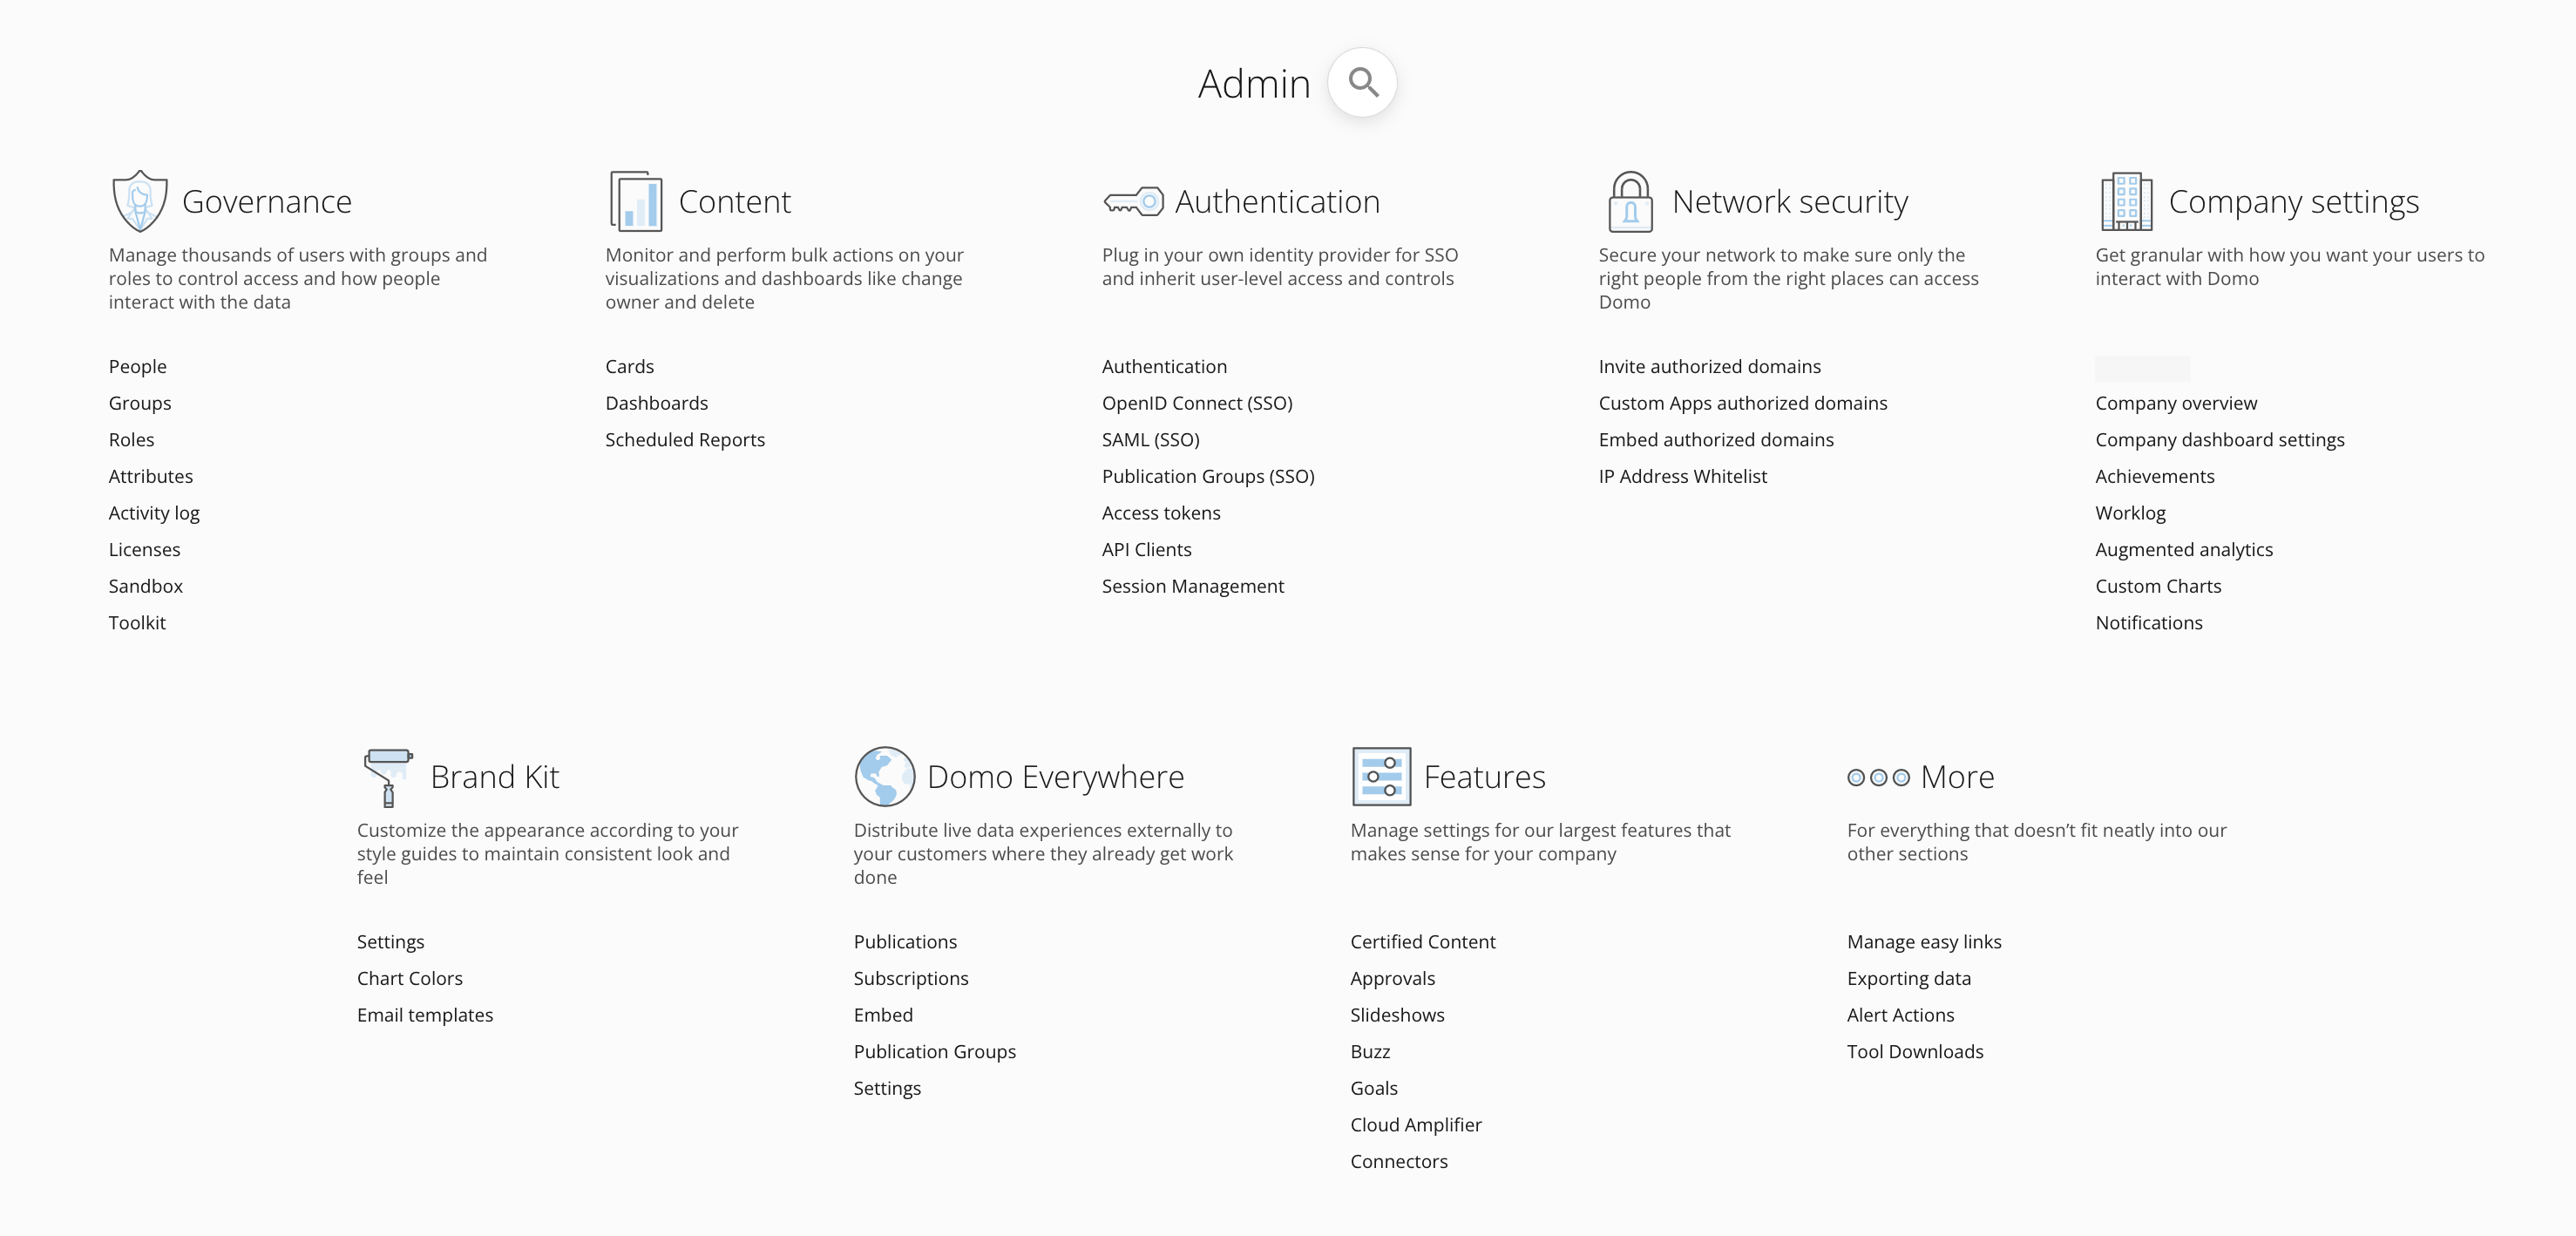 Admin
Governance
Manage thousands of users with groups and
roles to control access and how people
interact with the data
People
Groups
Roles
Attributes
Activity log
Licenses
Sandbox
Toolkit
Content
Monitor and perform bulk actions on your
visualizations and dashboards like change
owner and delete
Cards
Dashboards
Scheduled Reports
Authentication
Plug in your own identity provider for SSO
and inherit user-level access and controls
Authentication
OpenID Connect (SSO)
SAML (SSO)
Publication Groups (SSO)
Access tokens
API Clients
Session Management
Network security
Secure your network to make sure only the
right people from the right places can access
Domo
Invite authorized domains
Custom Apps authorized domains
Embed authorized domains
IP Address Whitelist
Company settings
Get granular with how you want your users to
interact with Domo
Company overview
Company dashboard settings
Achievements
Worklog
Augmented analytics
Custom Charts
Notifications
Brand Kit
Customize the appearance according to your
style guides to maintain consistent look and
feel
Settings
Chart Colors
Email templates
Domo Everywhere
Distribute live data experiences externally to
your customers where they already get work
done
Publications
Subscriptions
Embed
Publication Groups
Settings
Features
Manage settings for our largest features that
makes sense for your company
Certified Content
Approvals
Slideshows
Buzz
Goals
Cloud Amplifier
Connectors
More
For everything that doesn’t fit neatly into our
other sections
Manage easy links
Exporting data
Alert Actions
Tool Downloads